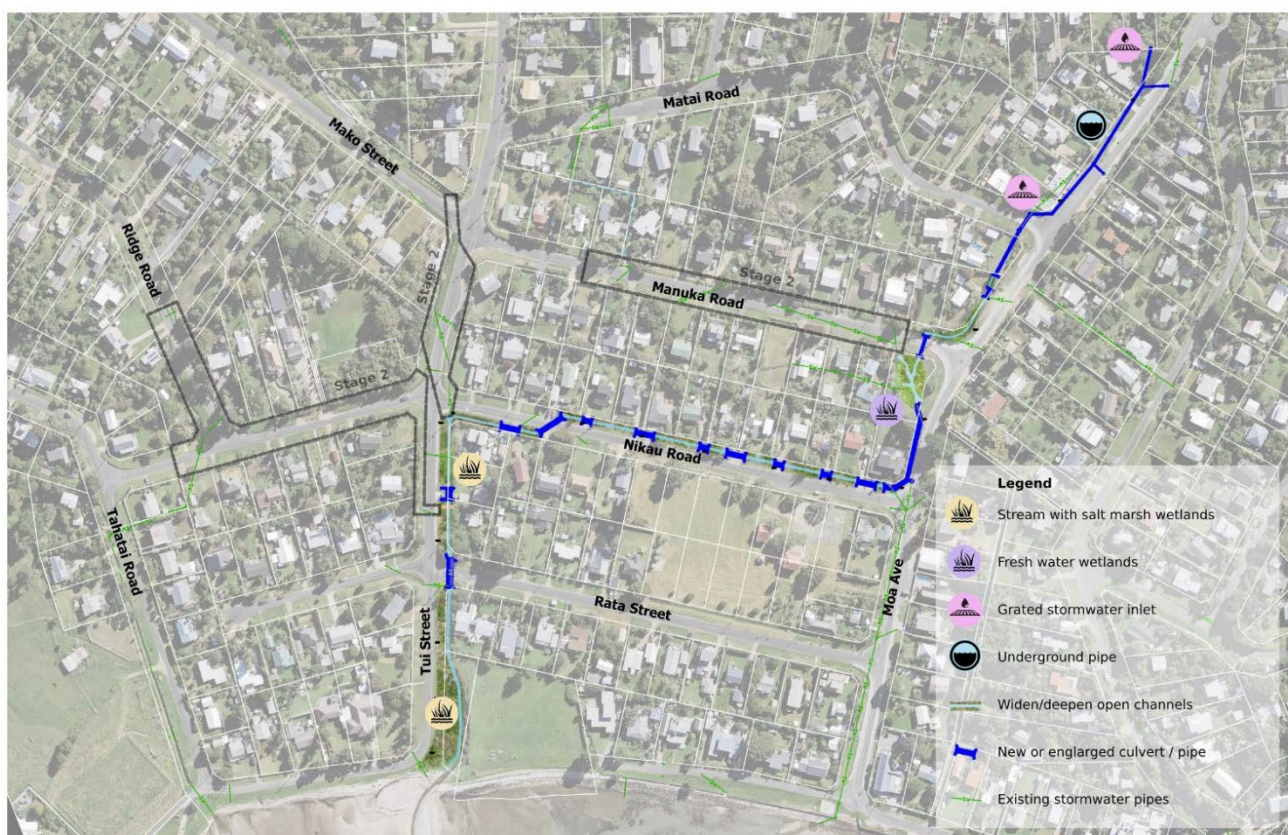 Matai Road
Mako Street
Ridge Road
Stage 2
Stage 2
Manuka Road
Stage 2
Nikau Road
Tahatai Road
Tui Street
Rata Street
Moa Ave
Legend
Stream with salt marsh wetlands
Fresh water wetlands
Grated stormwater inlet
Underground pipe
Widen/deepen open channels
New or englarged culvert / pipe
Existing stormwater pipes